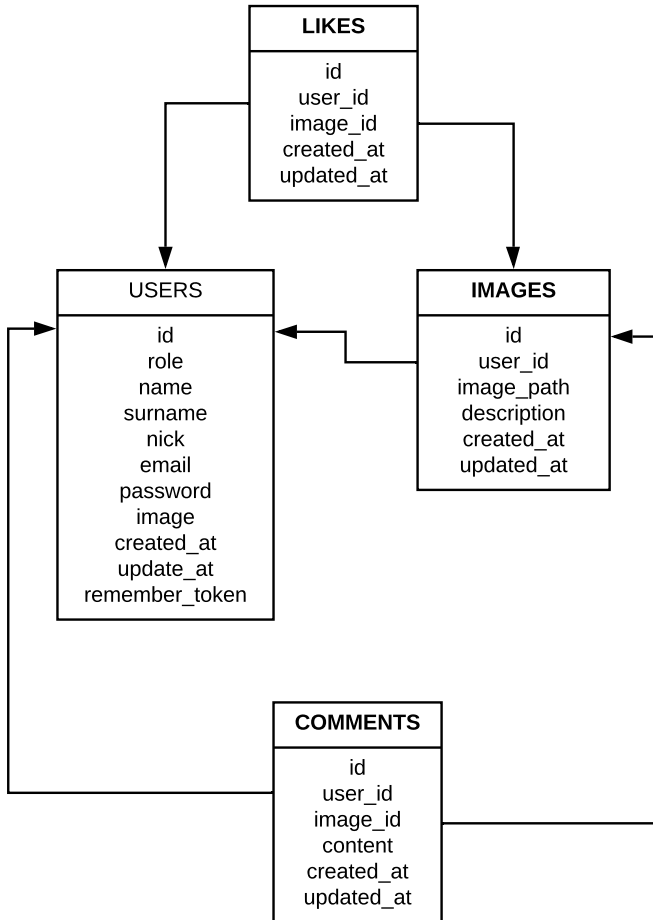 LIKES
id
user_id
image_id
created_at
updated_at
USERS
id
role
name
surname
nick
email
password
image
created_at
update_at
remember_token
IMAGES
id
user_id
image_path
description
created_at
updated_at
COMMENTS
id
user_id
image_id
content
created_at
updated_at